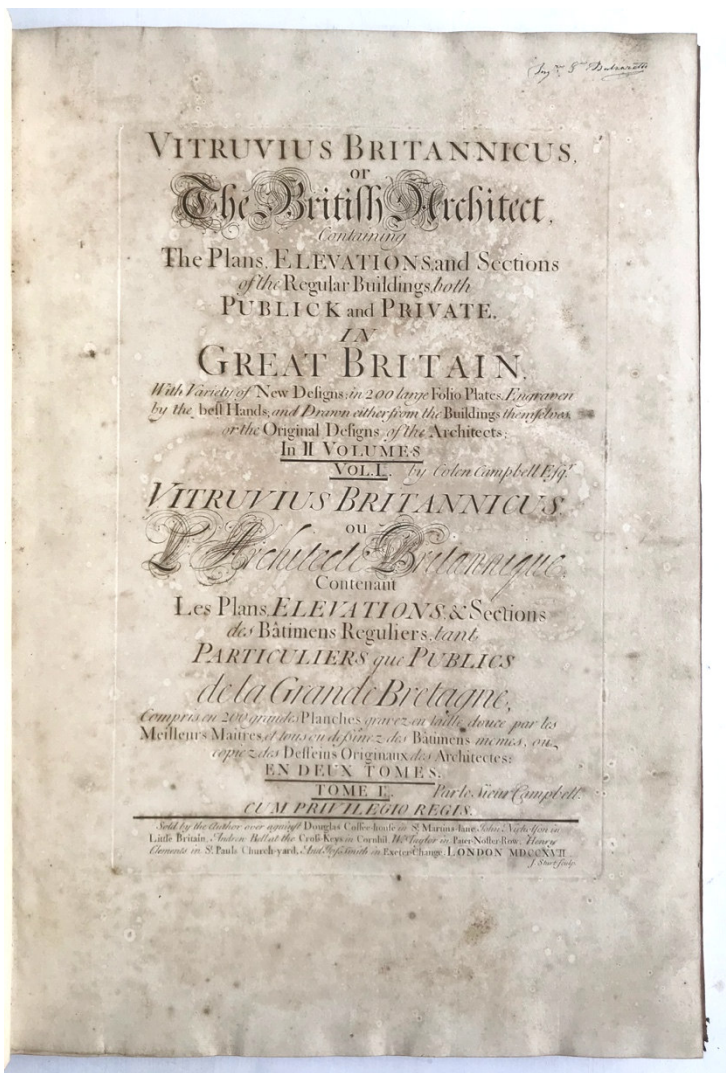 VITRUVIUS BRITANNICUS,
or
The Britiſh Architect,
Containing
The Plans, ELEVATIONS, and Sections
of the Regular Buildings, both
PUBLICK and PRIVATE,
IN
GREAT BRITAIN,
With Variety of New Deſigns; in 200 large Folio Plates, Engraven
by the beſt Hands; and Drawn either from the Buildings themſelves,
or the Original Deſigns of the Architects;
In II VOLUMES
VOL. I. by Colen Campbell Eſqr.
VITRUVIUS BRITANNICUS,
ou
L'Architecte Britannique,
Contenant
Les Plans, ELEVATIONS, & Sections
des Bâtimens Reguliers, tant
PARTICULIERS que PUBLICS
de la Grande Bretagne,
Compris en 200 grandes Planches gravez en taille douce par les
Meilleurs Maitres, et tous ou deſſinez des Bâtimens memes, ou
copiez des Deſſeins Originaux des Architectes:
EN DEUX TOMES.
TOME I. Par le Sieur Campbell.
CUM PRIVILEGIO REGIS.
Sold by the Author over againſt Douglas Coffee-houſe in St. Martins-lane, John Nicholſon in
Little Britain, Andrew Bell at the Croſs-Keys in Cornhil, W. Taylor in Pater-Noſter-Row, Henry
Clements in St. Pauls Church-yard, And Joſ. Smith in Exeter-Change. LONDON MDCCXVII
J. Sturt ſculp.